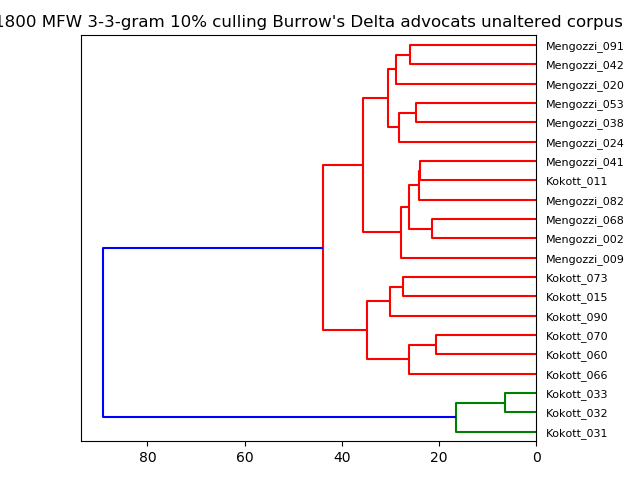 1800 MFW 3-3-gram 10% culling Burrow's Delta advocats unaltered corpus
Mengozzi_091
Mengozzi_042
Mengozzi_020
Mengozzi_053
Mengozzi_038
Mengozzi_024
Mengozzi_041
Kokott_011
Mengozzi_082
Mengozzi_068
Mengozzi_002
Mengozzi_009
Kokott_073
Kokott_015
Kokott_090
Kokott_070
Kokott_060
Kokott_066
Kokott_033
Kokott_032
Kokott_031
80 60 40 20 0